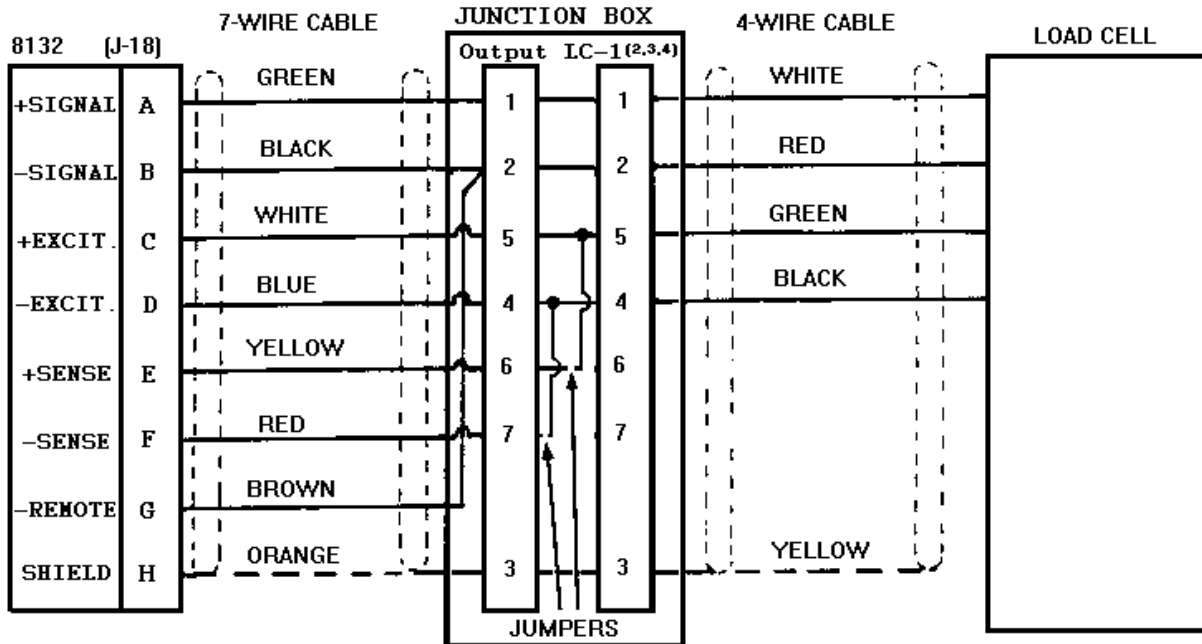 JUNCTION BOX
7-WIRE CABLE
4-WIRE CABLE
8132 (J-18)
Output LC-1(2,3,4)
LOAD CELL
+SIGNAL A GREEN 1 1 WHITE
-SIGNAL B BLACK 2 2 RED
+EXCIT. C WHITE 5 5 GREEN
-EXCIT. D BLUE 4 4 BLACK
+SENSE E YELLOW 6 6
-SENSE F RED 7 7
-REMOTE G BROWN
SHIELD H ORANGE 3 3 YELLOW
JUMPERS